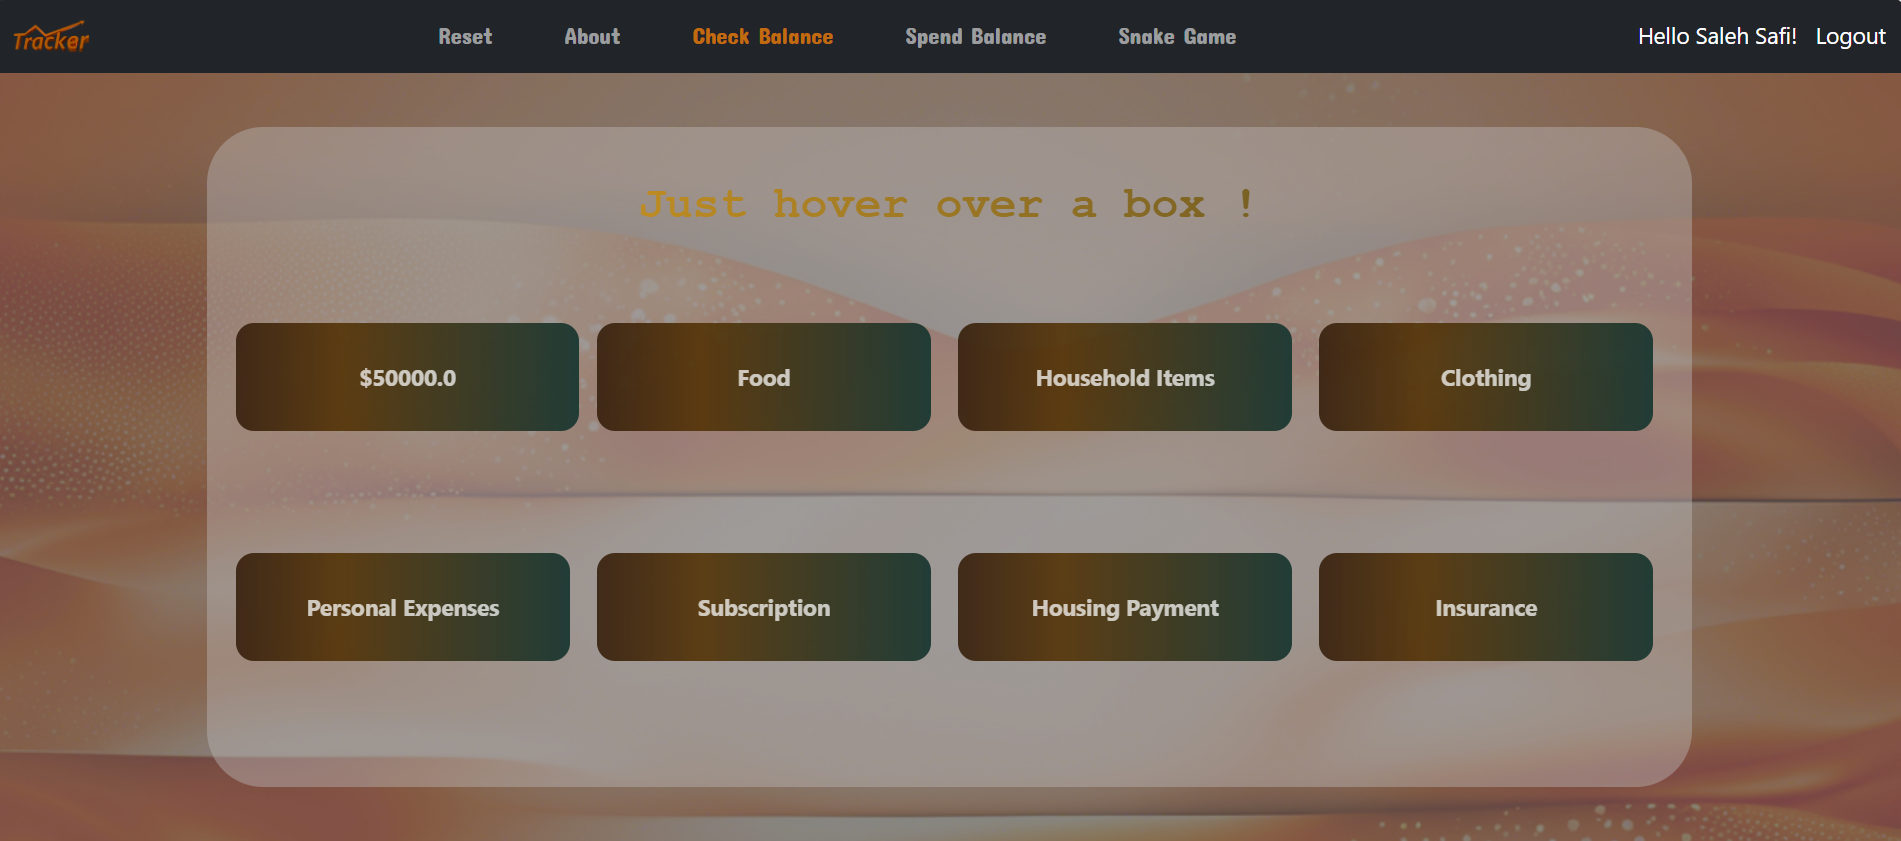 Tracker
Reset About Check Balance Spend Balance Snake Game Hello Saleh Safi! Logout
Just hover over a box !
$50000.0 Food Household Items Clothing
Personal Expenses Subscription Housing Payment Insurance